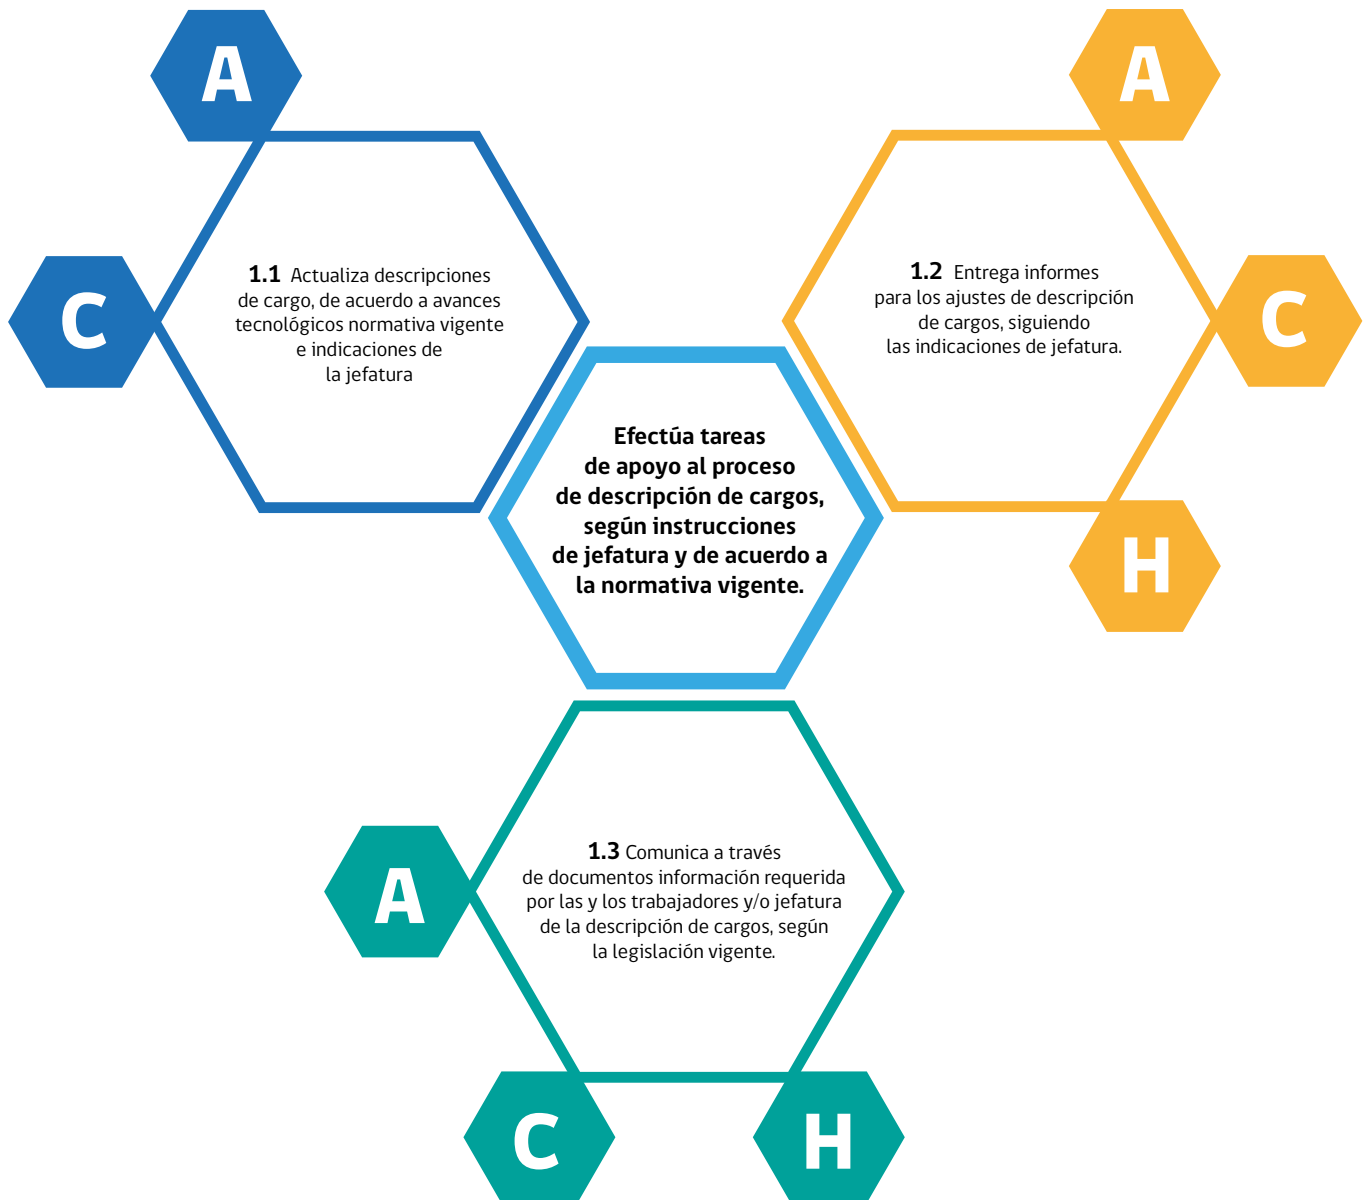 A
C
1.1 Actualiza descripciones
de cargo, de acuerdo a avances
tecnológicos normativa vigente
e indicaciones de
la jefatura
A
C
H
1.2 Entrega informes
para los ajustes de descripción
de cargos, siguiendo
las indicaciones de jefatura.
Efectúa tareas
de apoyo al proceso
de descripción de cargos,
según instrucciones
de jefatura y de acuerdo a
la normativa vigente.
1.3 Comunica a través
de documentos información requerida
por las y los trabajadores y/o jefatura
de la descripción de cargos, según
la legislación vigente.
A
C
H